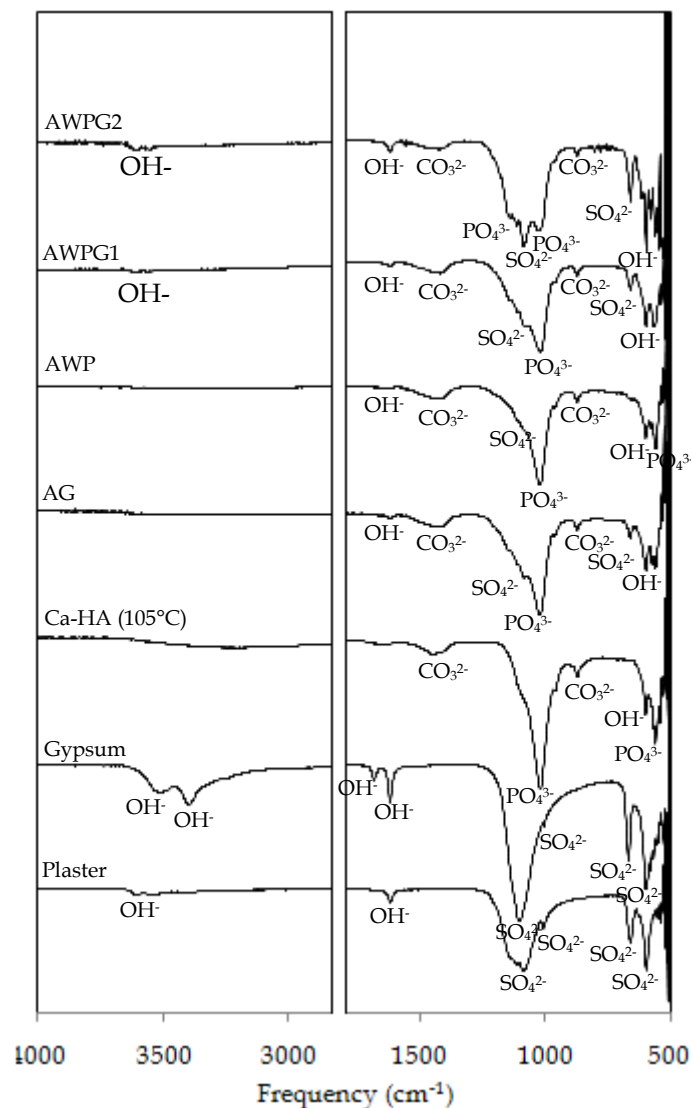 AWPG2
OH-
OH-
CO₃²⁻
CO₃²⁻
SO₄²⁻
PO₄³⁻
SO₄²⁻
PO₄³⁻
OH-
AWPG1
OH-
OH-
CO₃²⁻
CO₃²⁻
SO₄²⁻
SO₄²⁻
PO₄³⁻
OH-
AWP
OH-
CO₃²⁻
CO₃²⁻
SO₄²⁻
OH-
PO₄³⁻
PO₄³⁻
AG
OH-
CO₃²⁻
CO₃²⁻
SO₄²⁻
SO₄²⁻
OH-
PO₄³⁻
Ca-HA (105°C)
CO₃²⁻
CO₃²⁻
OH-
PO₄³⁻
PO₄³⁻
Gypsum
OH-
OH-
OH-
OH-
SO₄²⁻
SO₄²⁻
SO₄²⁻
SO₄²⁻
Plaster
OH-
OH-
SO₄²⁻
SO₄²⁻
SO₄²⁻
SO₄²⁻
4000 3500 3000 1500 1000 500
Frequency (cm⁻¹)